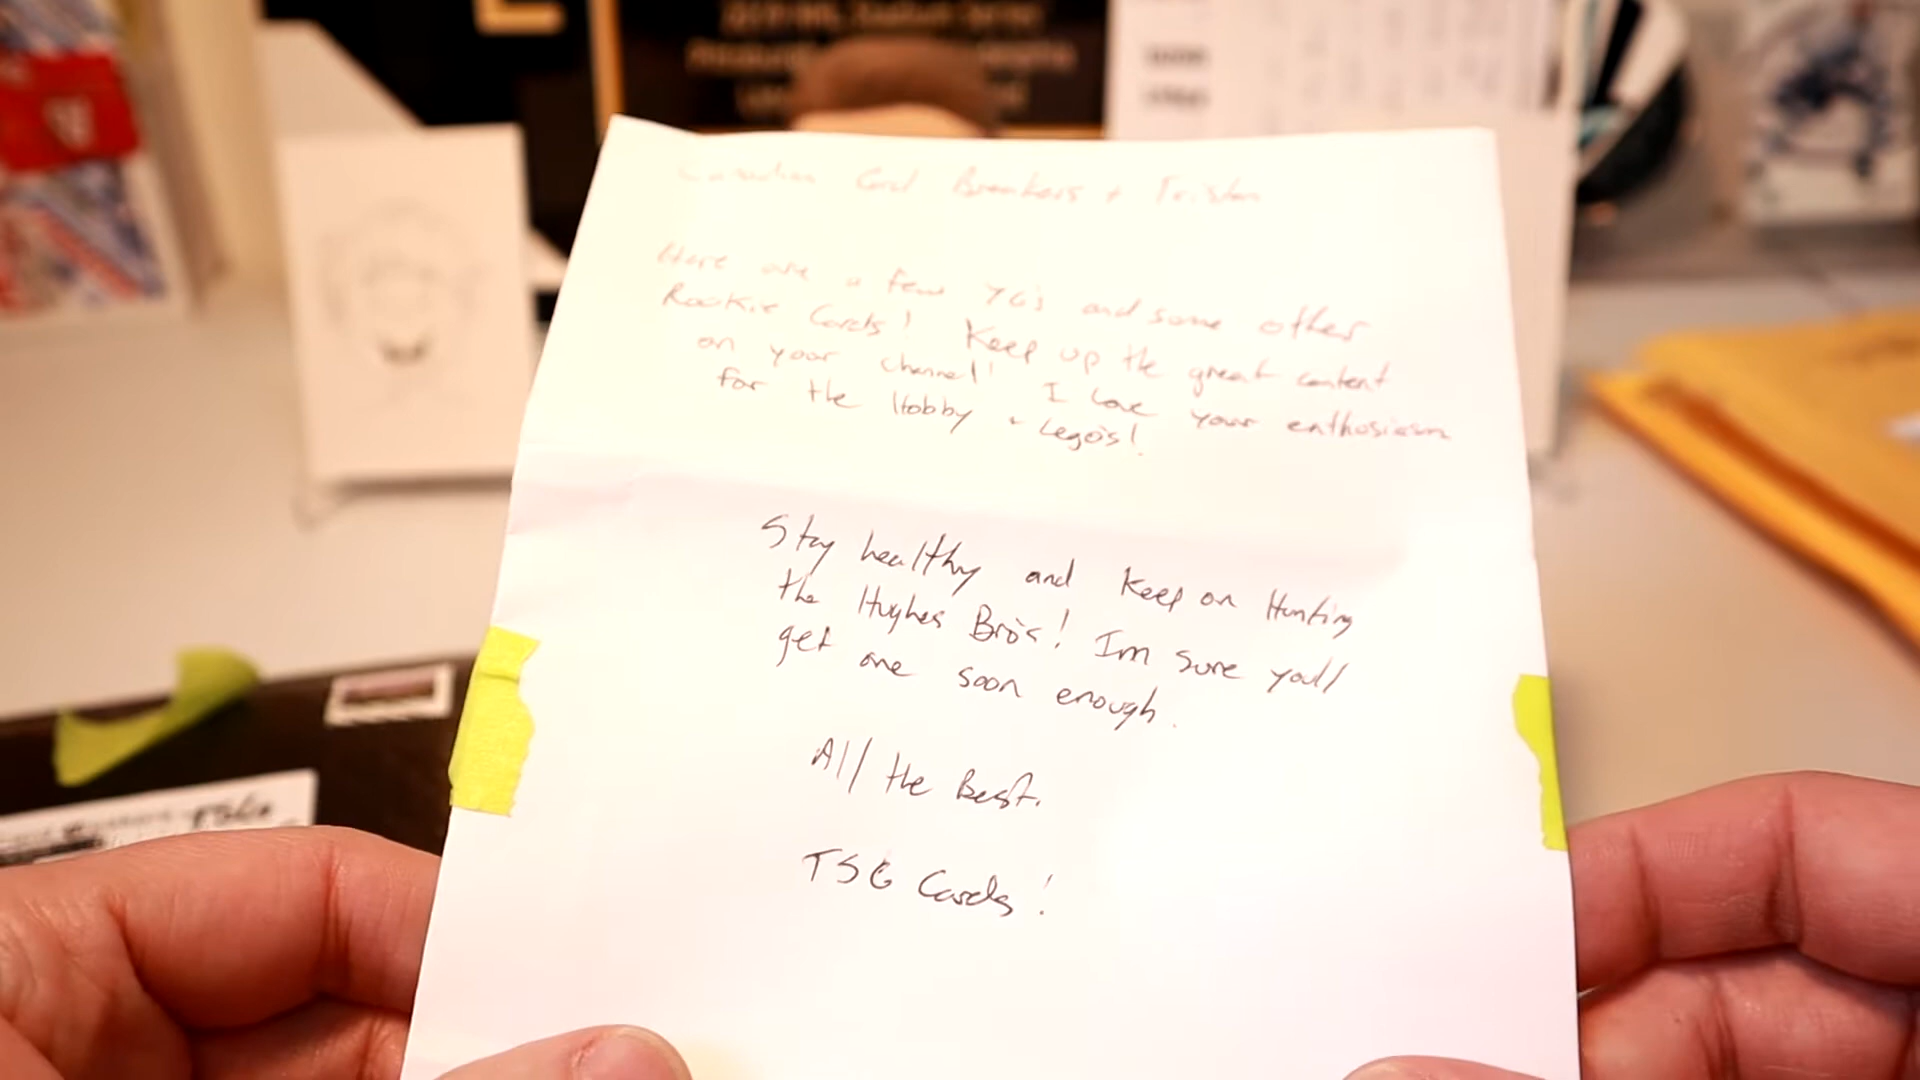 Canadian Card Breakers + Tristan
Here are a few YG's and some other
Rookie Cards! Keep up the great content
on your channel! I love your enthusiasm
for the Hobby + Lego's!
Stay healthy and keep on Hunting
the Hughes Bro's! Im sure you'll
get one soon enough.
All the Best.
TSG Cards!